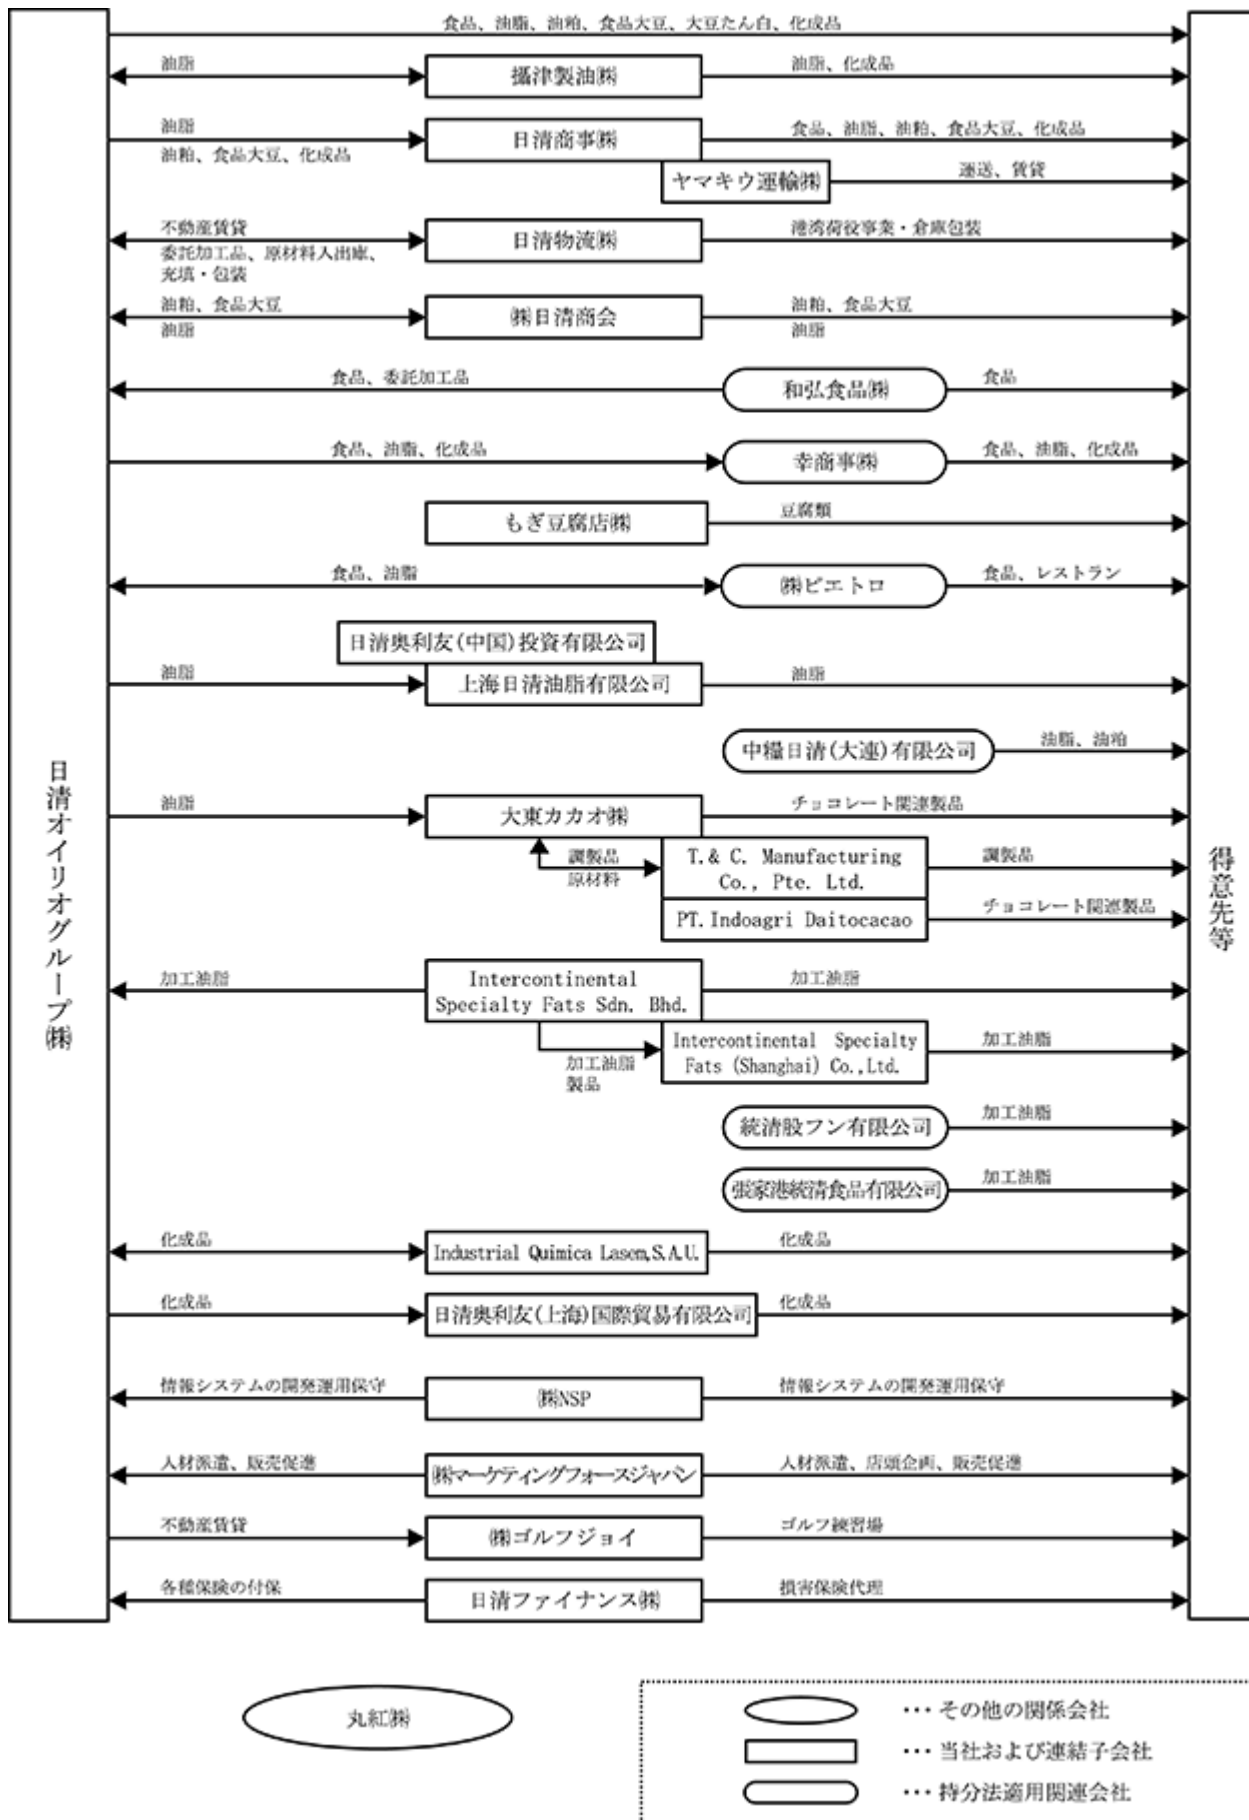 食品、油脂、油粕、食品大豆、大豆たん白、化成品
油脂
攝津製油㈱
油脂、化成品
油脂
油粕、食品大豆、化成品
日清商事㈱
食品、油脂、油粕、食品大豆、化成品
ヤマキウ運輸㈱
運送、賃貸
不動産賃貸
委託加工品、原材料入出庫、
充填・包装
日清物流㈱
港湾荷役事業・倉庫包装
油粕、食品大豆
油脂
㈱日清商会
油粕、食品大豆
油脂
食品、委託加工品
和弘食品㈱
食品
食品、油脂、化成品
幸商事㈱
食品、油脂、化成品
もぎ豆腐店㈱
豆腐類
食品、油脂
㈱ピエトロ
食品、レストラン
日清奥利友(中国)投資有限公司
油脂
上海日清油脂有限公司
油脂
中糧日清(大連)有限公司
油脂、油粕
日清オイリオグループ㈱
得意先等
油脂
大東カカオ㈱
チョコレート関連製品
調製品
原材料
T.& C. Manufacturing
Co., Pte. Ltd.
調製品
PT.Indoagri Daitocacao
チョコレート関連製品
加工油脂
Intercontinental
Specialty Fats Sdn. Bhd.
加工油脂
加工油脂
製品
Intercontinental Specialty
Fats (Shanghai) Co.,Ltd.
加工油脂
統清股フン有限公司
加工油脂
張家港統清食品有限公司
加工油脂
化成品
Industrial Quimica Lasem,S.A.U.
化成品
化成品
日清奥利友(上海)国際貿易有限公司
化成品
情報システムの開発運用保守
㈱NSP
情報システムの開発運用保守
人材派遣、販売促進
㈱マーケティングフォースジャパン
人材派遣、店頭企画、販売促進
不動産賃貸
㈱ゴルフジョイ
ゴルフ練習場
各種保険の付保
日清ファイナンス㈱
損害保険代理
丸紅㈱
…その他の関係会社
…当社および連結子会社
…持分法適用関連会社